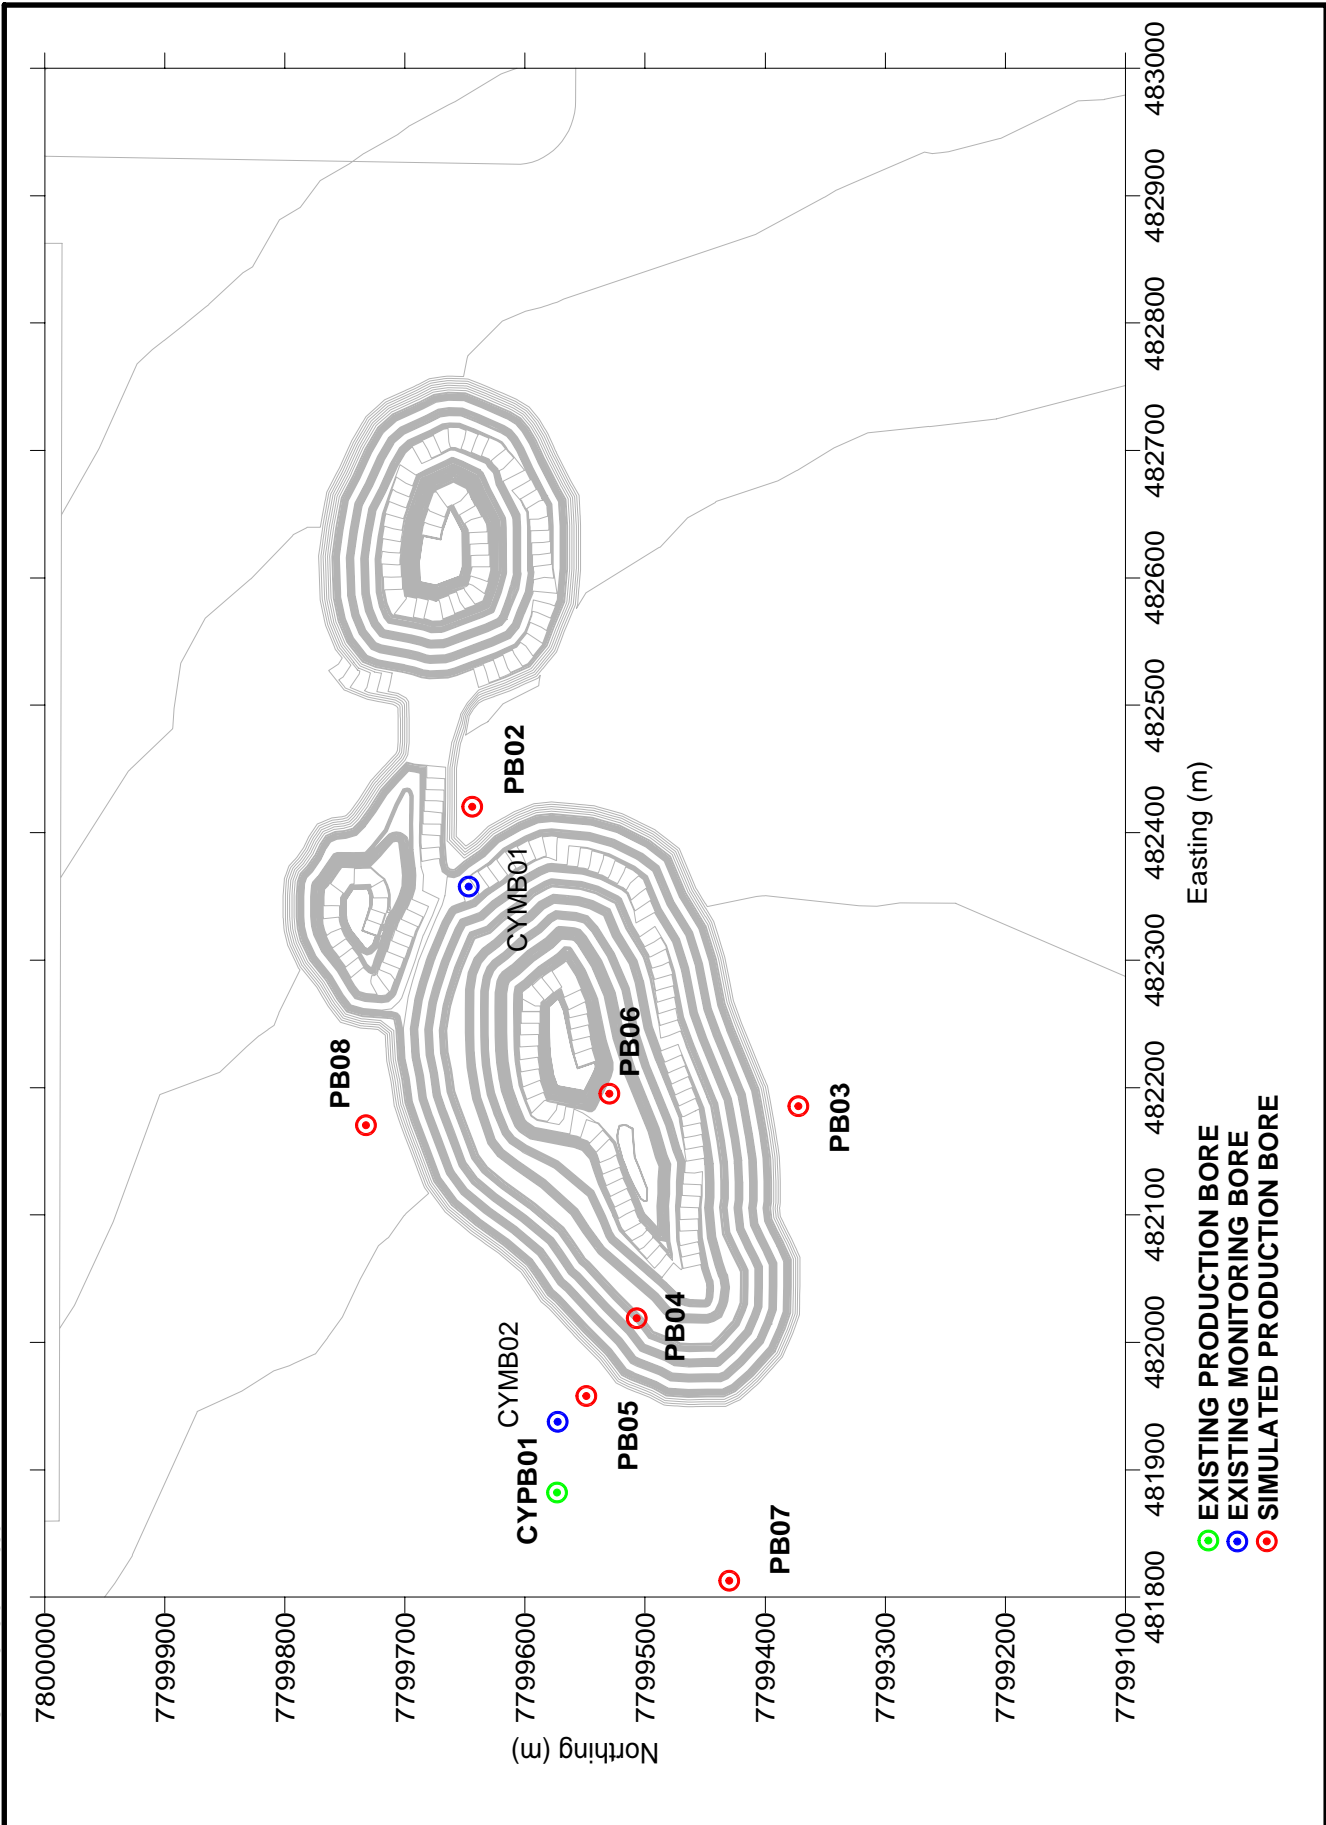 7800000
7799900
7799800
7799700
7799600
7799500
7799400
7799300
7799200
7799100
Northing (m)
481800
481900
482000
482100
482200
482300
482400
482500
482600
482700
482800
482900
483000
Easting (m)
PB08
PB02
CYMB01
PB06
PB03
PB04
CYMB02
PB05
CYPB01
PB07
EXISTING PRODUCTION BORE
EXISTING MONITORING BORE
SIMULATED PRODUCTION BORE